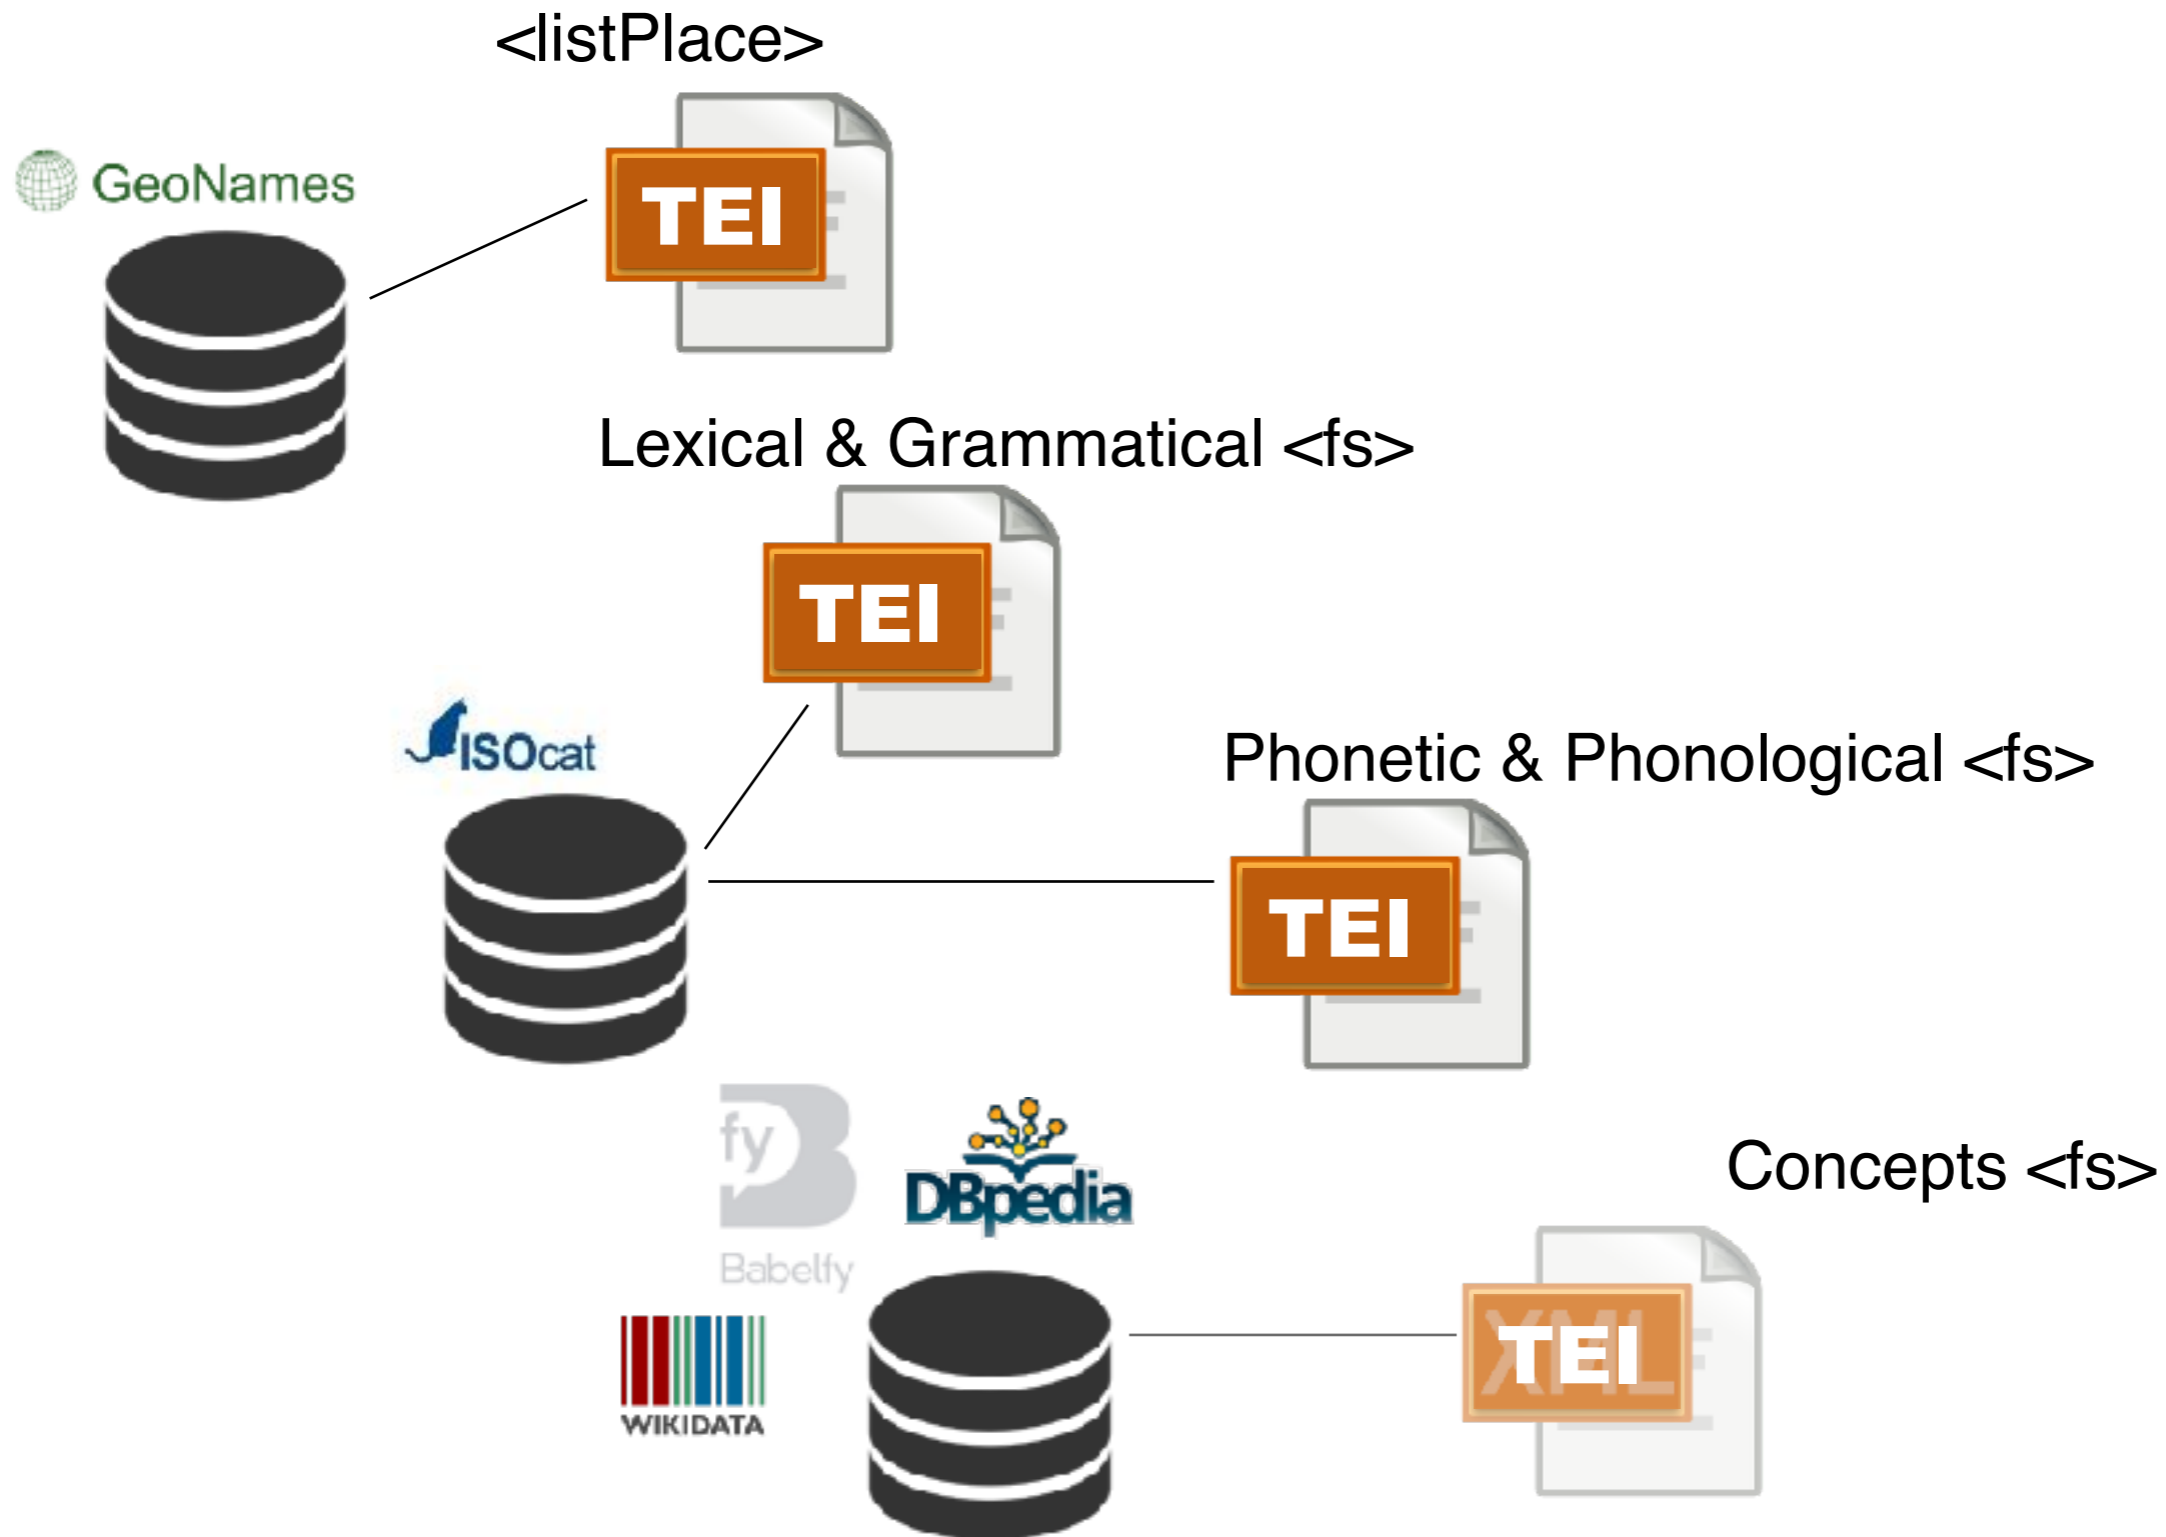 <listPlace>
GeoNames
TEI
Lexical & Grammatical <fs>
TEI
ISOcat
Phonetic & Phonological <fs>
TEI
fy B
Babelfy
DBpedia
Concepts <fs>
WIKIDATA
XML
TEI